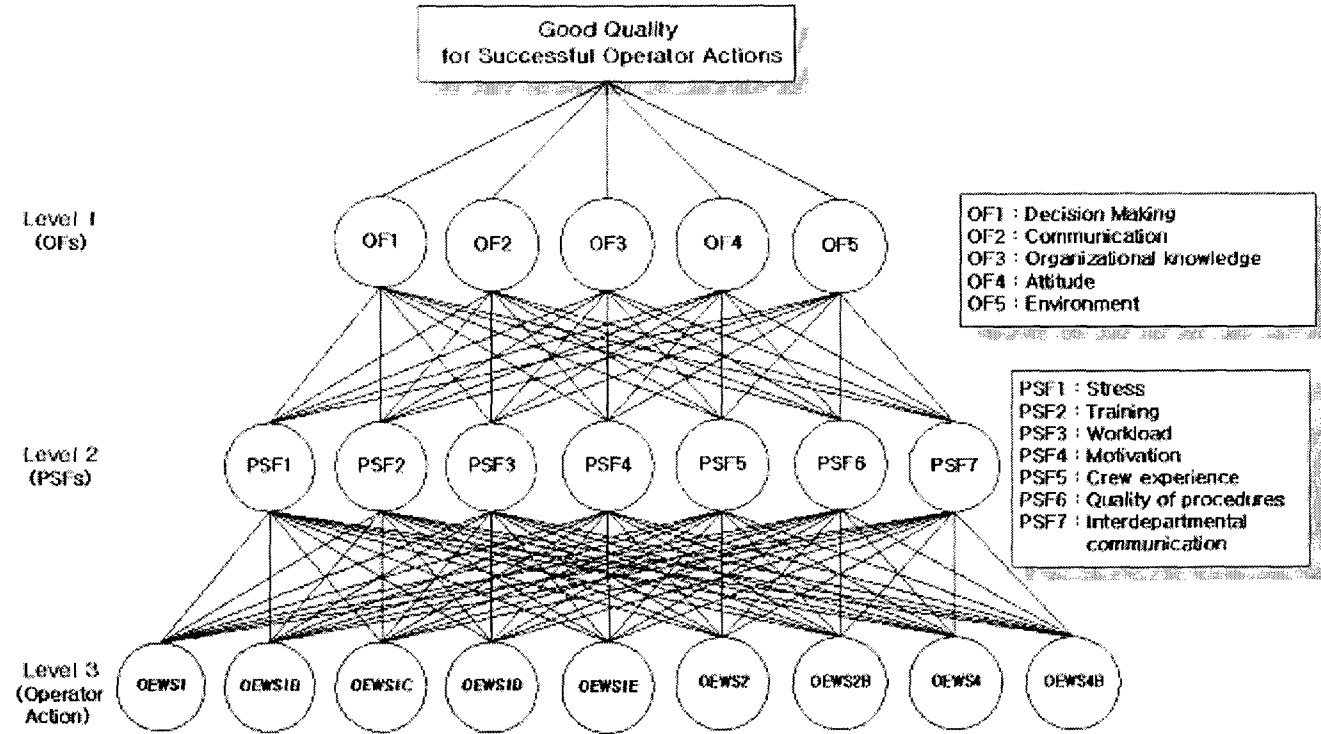 Good Quality
for Successful Operator Actions
Level 1
(OFs)
OF1 OF2 OF3 OF4 OF5
OF1 : Decision Making
OF2 : Communication
OF3 : Organizational knowledge
OF4 : Attitude
OF5 : Environment
Level 2
(PSFs)
PSF1 PSF2 PSF3 PSF4 PSF5 PSF6 PSF7
PSF1 : Stress
PSF2 : Training
PSF3 : Workload
PSF4 : Motivation
PSF5 : Crew experience
PSF6 : Quality of procedures
PSF7 : Interdepartmental
communication
Level 3
(Operator
Action)
OEWS1 OEWS1B OEWS1C OEWS1D OEWS1E OEWS2 OEWS2B OEWS4 OEWS4B